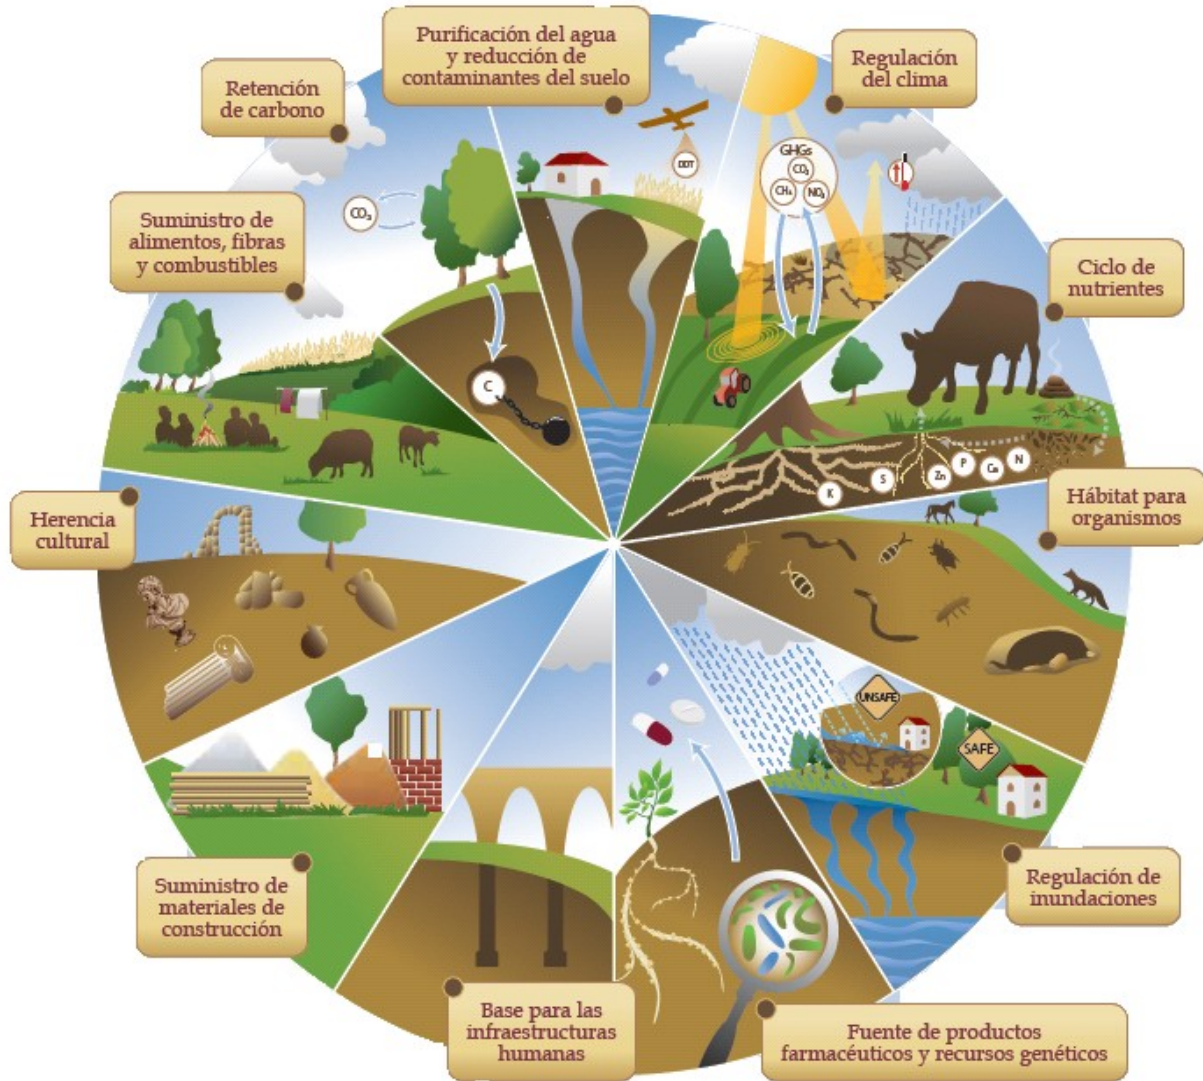 Purificación del agua
y reducción de
contaminantes del suelo
Regulación
del clima
Retención
de carbono
DDT
GHGs
CO₂
CH₄
NO₂
CO₂
Suministro de
alimentos, fibras
y combustibles
Ciclo de
nutrientes
C
K
S
Zn
P
Ca
N
Herencia
cultural
Hábitat para
organismos
UNSAFE
SAFE
Suministro de
materiales de
construcción
Regulación de
inundaciones
Base para las
infraestructuras
humanas
Fuente de productos
farmacéuticos y recursos genéticos